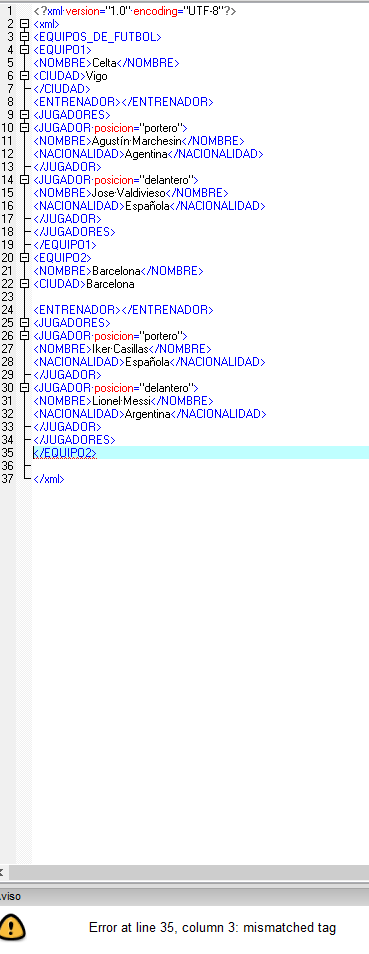 1 <?xml version="1.0" encoding="UTF-8"?>
2 <xml>
3 <EQUIPOS_DE_FUTBOL>
4 <EQUIPO1>
5 <NOMBRE>Celta</NOMBRE>
6 <CIUDAD>Vigo
7 </CIUDAD>
8 <ENTRENADOR></ENTRENADOR>
9 <JUGADORES>
10 <JUGADOR posicion="portero">
11 <NOMBRE>Agustín Marchesin</NOMBRE>
12 <NACIONALIDAD>Agentina</NACIONALIDAD>
13 </JUGADOR>
14 <JUGADOR posicion="delantero">
15 <NOMBRE>Jose Valdivieso</NOMBRE>
16 <NACIONALIDAD>Española</NACIONALIDAD>
17 </JUGADOR>
18 </JUGADORES>
19 </EQUIPO1>
20 <EQUIPO2>
21 <NOMBRE>Barcelona</NOMBRE>
22 <CIUDAD>Barcelona
23
24 <ENTRENADOR></ENTRENADOR>
25 <JUGADORES>
26 <JUGADOR posicion="portero">
27 <NOMBRE>Iker Casillas</NOMBRE>
28 <NACIONALIDAD>Española</NACIONALIDAD>
29 </JUGADOR>
30 <JUGADOR posicion="delantero">
31 <NOMBRE>Lionel Messi</NOMBRE>
32 <NACIONALIDAD>Argentina</NACIONALIDAD>
33 </JUGADOR>
34 </JUGADORES>
35 </EQUIPO2>
36
37 </xml>
viso
Error at line 35, column 3: mismatched tag